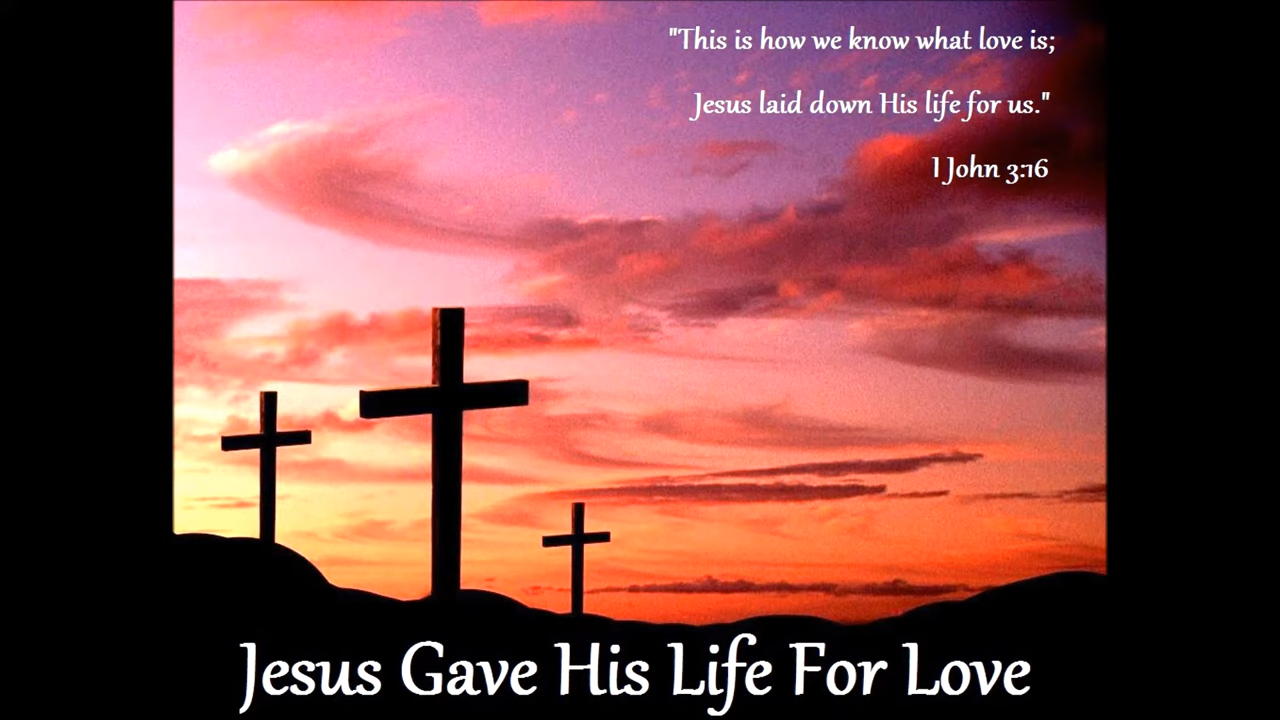 "This is how we know what love is;
Jesus laid down His life for us."
I John 3:16
Jesus Gave His Life For Love